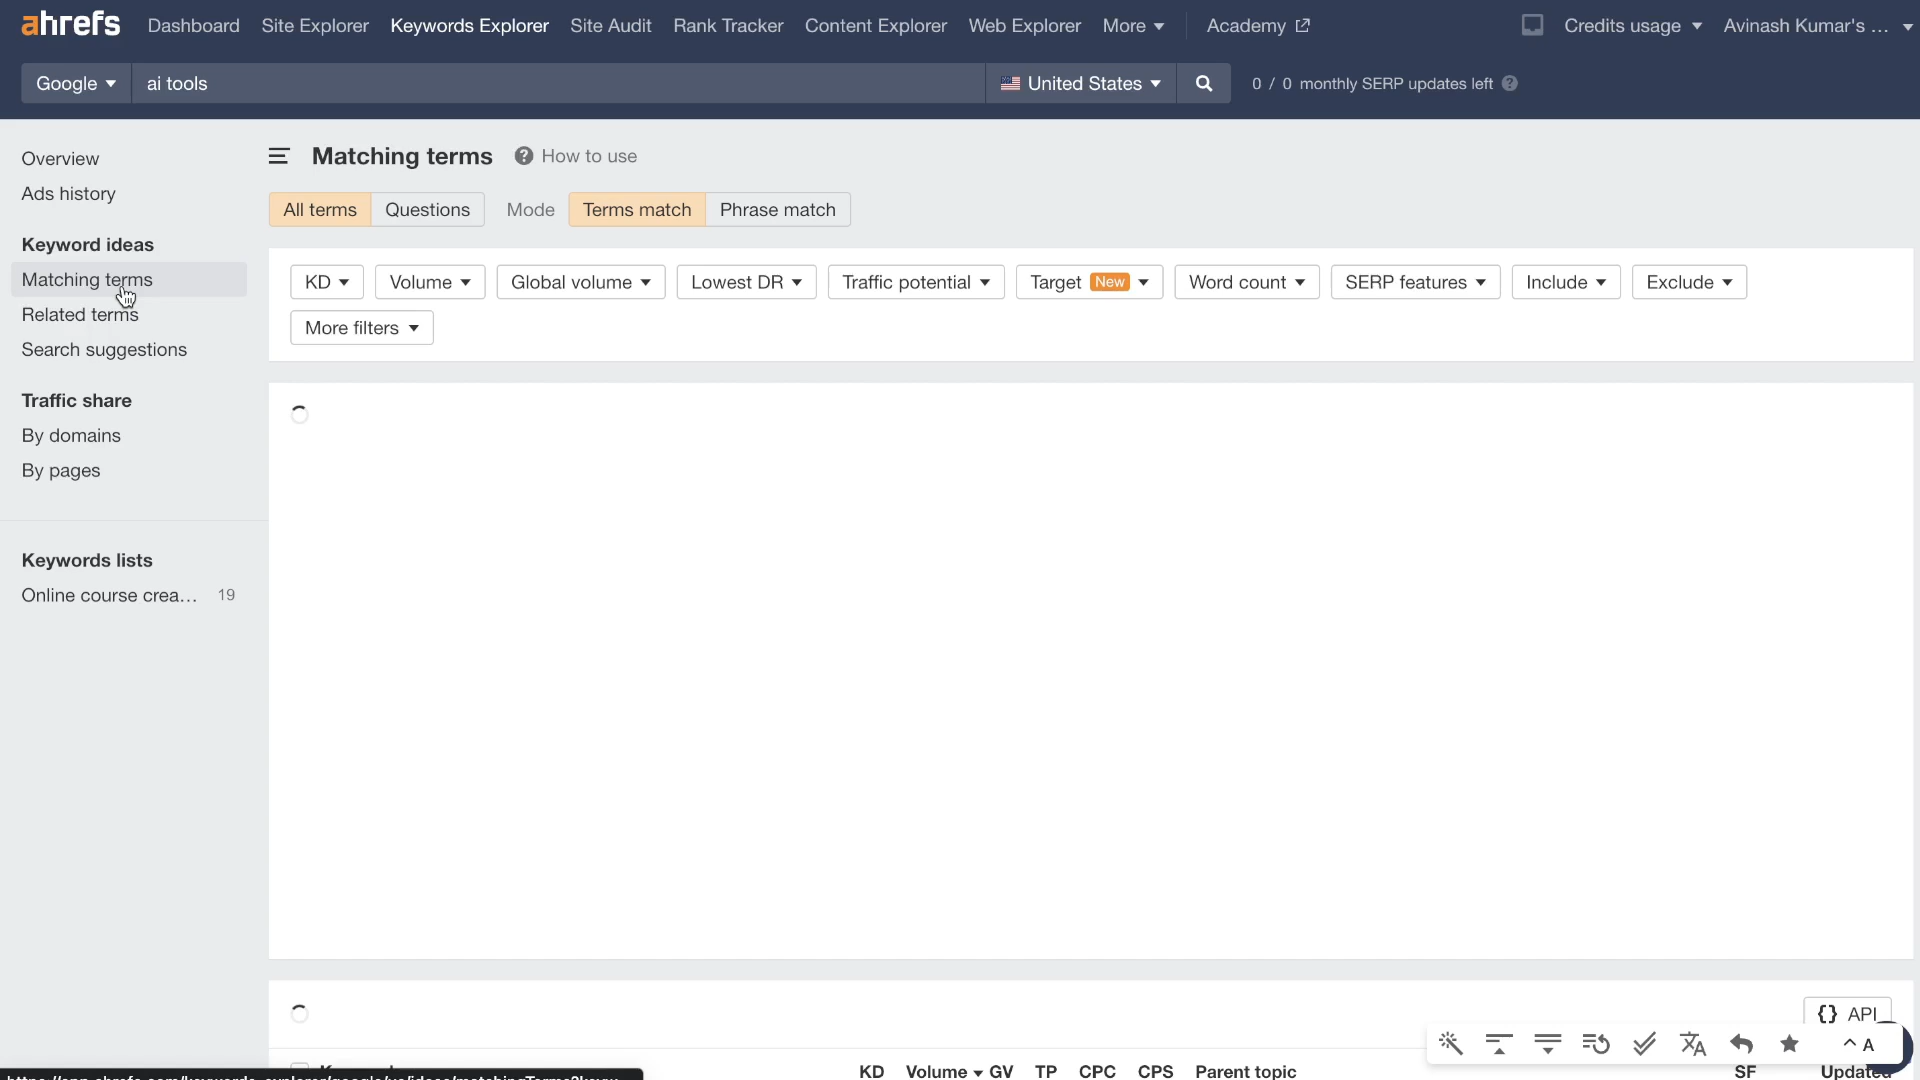 ahrefs Dashboard Site Explorer Keywords Explorer Site Audit Rank Tracker Content Explorer Web Explorer More Academy Credits usage Avinash Kumar's ...
Google ai tools United States 0 / 0 monthly SERP updates left ?
Overview
Ads history
Keyword ideas
Matching terms
Related terms
Search suggestions
Traffic share
By domains
By pages
Keywords lists
Online course crea... 19
Matching terms ? How to use
All terms Questions Mode Terms match Phrase match
KD Volume Global volume Lowest DR Traffic potential Target New Word count SERP features Include Exclude
More filters
{} API
A
KD Volume GV TP CPC CPS Parent topic SF Updated